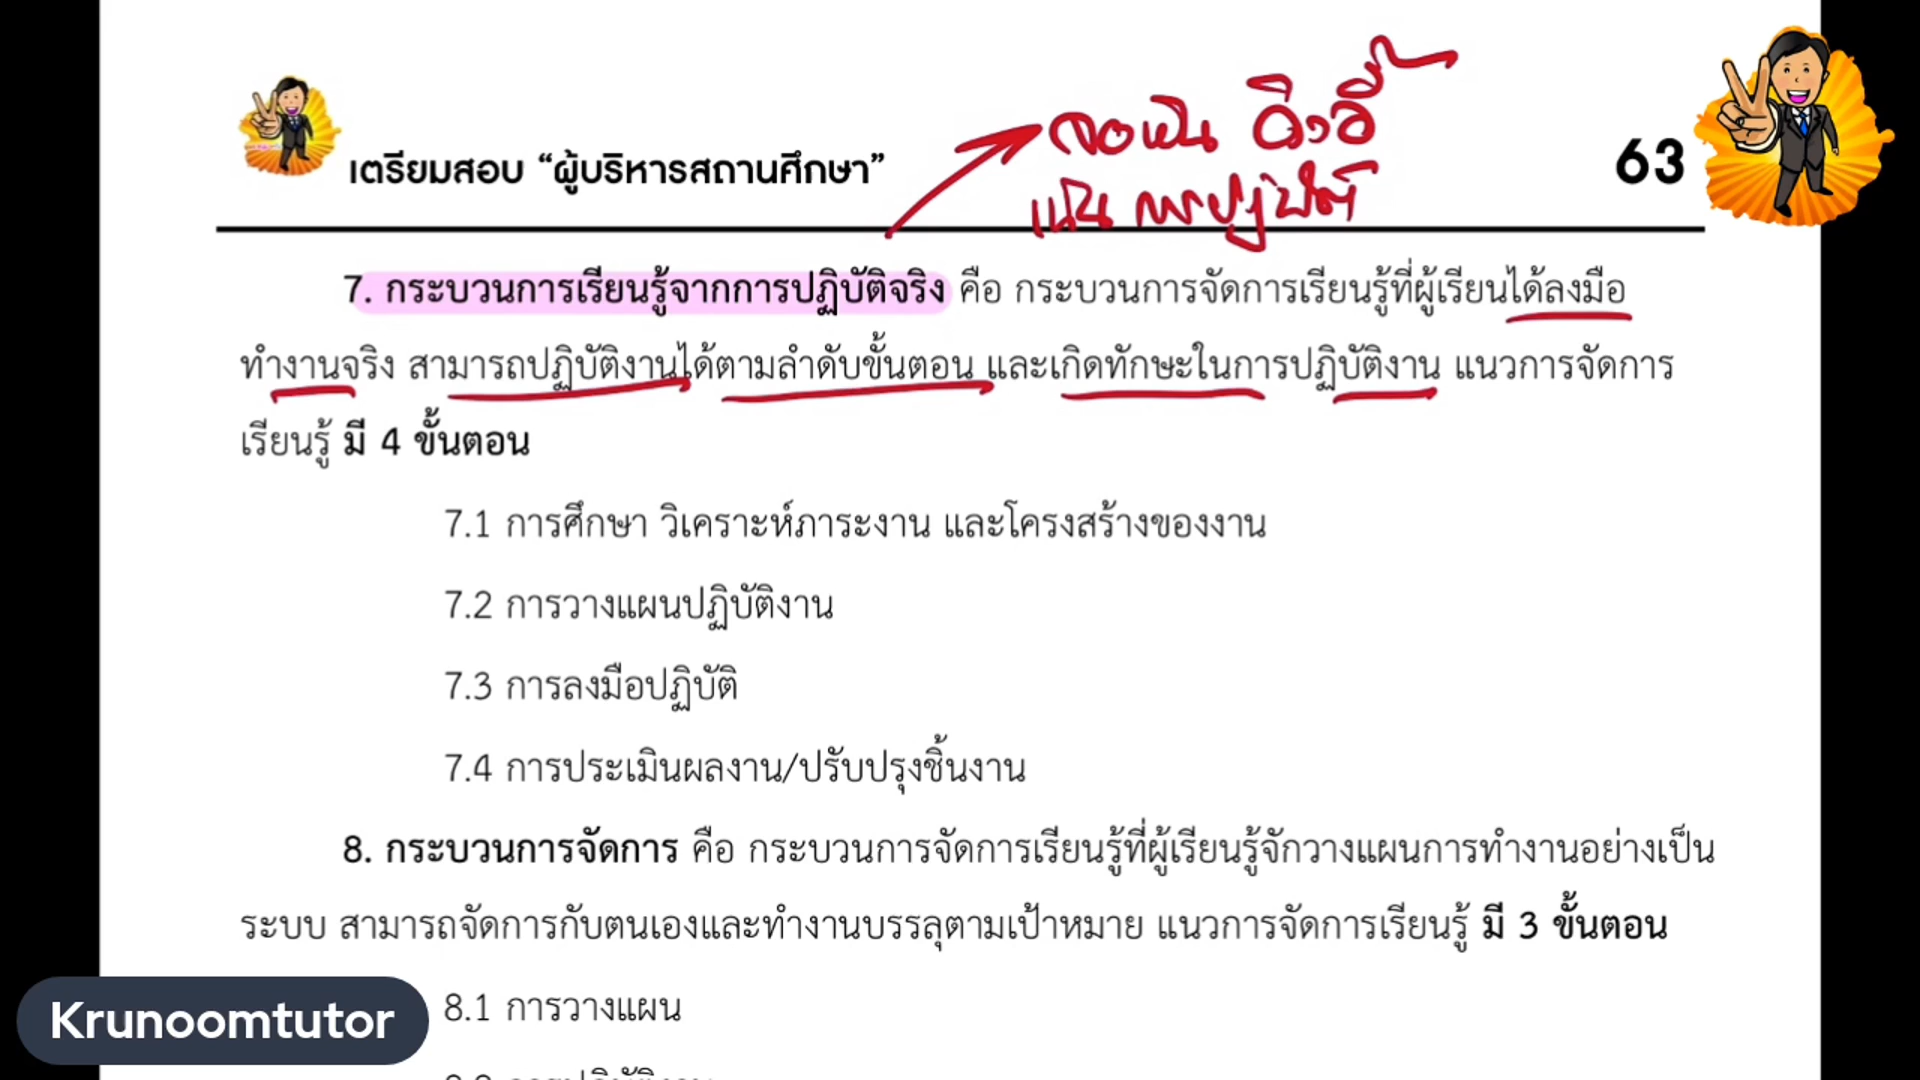 จอห์น ดิวอี้
เน้น การปฏิบัติ
เตรียมสอบ “ผู้บริหารสถานศึกษา”
63
7. กระบวนการเรียนรู้จากการปฏิบัติจริง คือ กระบวนการจัดการเรียนรู้ที่ผู้เรียนได้ลงมือ
ทำงานจริง สามารถปฏิบัติงานได้ตามลำดับขั้นตอน และเกิดทักษะในการปฏิบัติงาน แนวการจัดการ
เรียนรู้ มี 4 ขั้นตอน
7.1 การศึกษา วิเคราะห์ภาระงาน และโครงสร้างของงาน
7.2 การวางแผนปฏิบัติงาน
7.3 การลงมือปฏิบัติ
7.4 การประเมินผลงาน/ปรับปรุงชิ้นงาน
8. กระบวนการจัดการ คือ กระบวนการจัดการเรียนรู้ที่ผู้เรียนรู้จักวางแผนการทำงานอย่างเป็น
ระบบ สามารถจัดการกับตนเองและทำงานบรรลุตามเป้าหมาย แนวการจัดการเรียนรู้ มี 3 ขั้นตอน
8.1 การวางแผน
Krunoomtutor